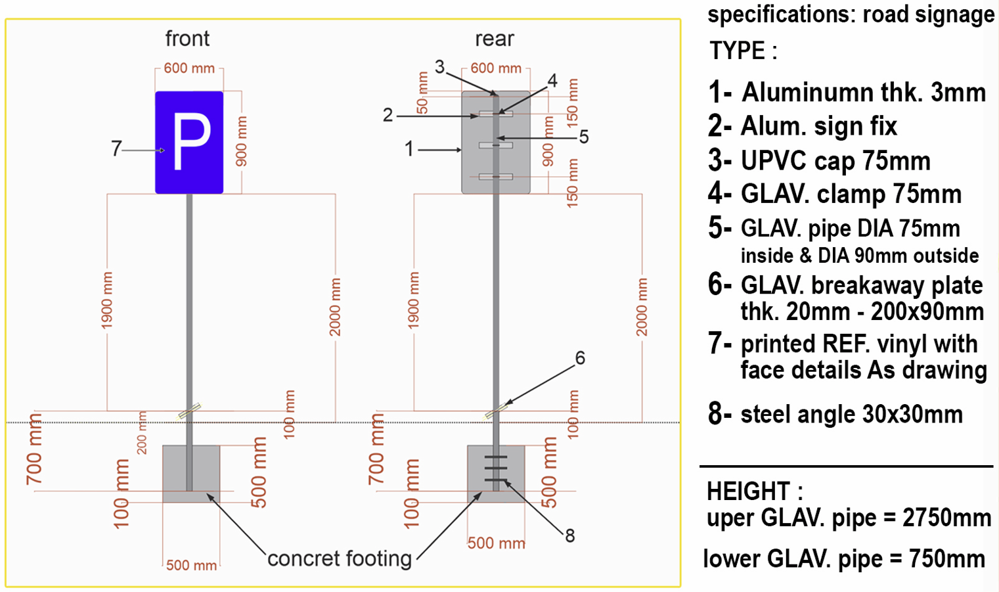 front
600 mm
P
7
900 mm
1900 mm
2000 mm
100 mm
200 mm
700 mm
100 mm
500 mm
500 mm
rear
3
600 mm
4
50 mm
150 mm
2
5
1
900 mm
150 mm
1900 mm
2000 mm
6
100 mm
700 mm
100 mm
500 mm
8
500 mm
concret footing
specifications: road signage
TYPE :
1- Aluminumn thk. 3mm
2- Alum. sign fix
3- UPVC cap 75mm
4- GLAV. clamp 75mm
5- GLAV. pipe DIA 75mm
inside & DIA 90mm outside
6- GLAV. breakaway plate
thk. 20mm - 200x90mm
7- printed REF. vinyl with
face details As drawing
8- steel angle 30x30mm
HEIGHT :
uper GLAV. pipe = 2750mm
lower GLAV. pipe = 750mm